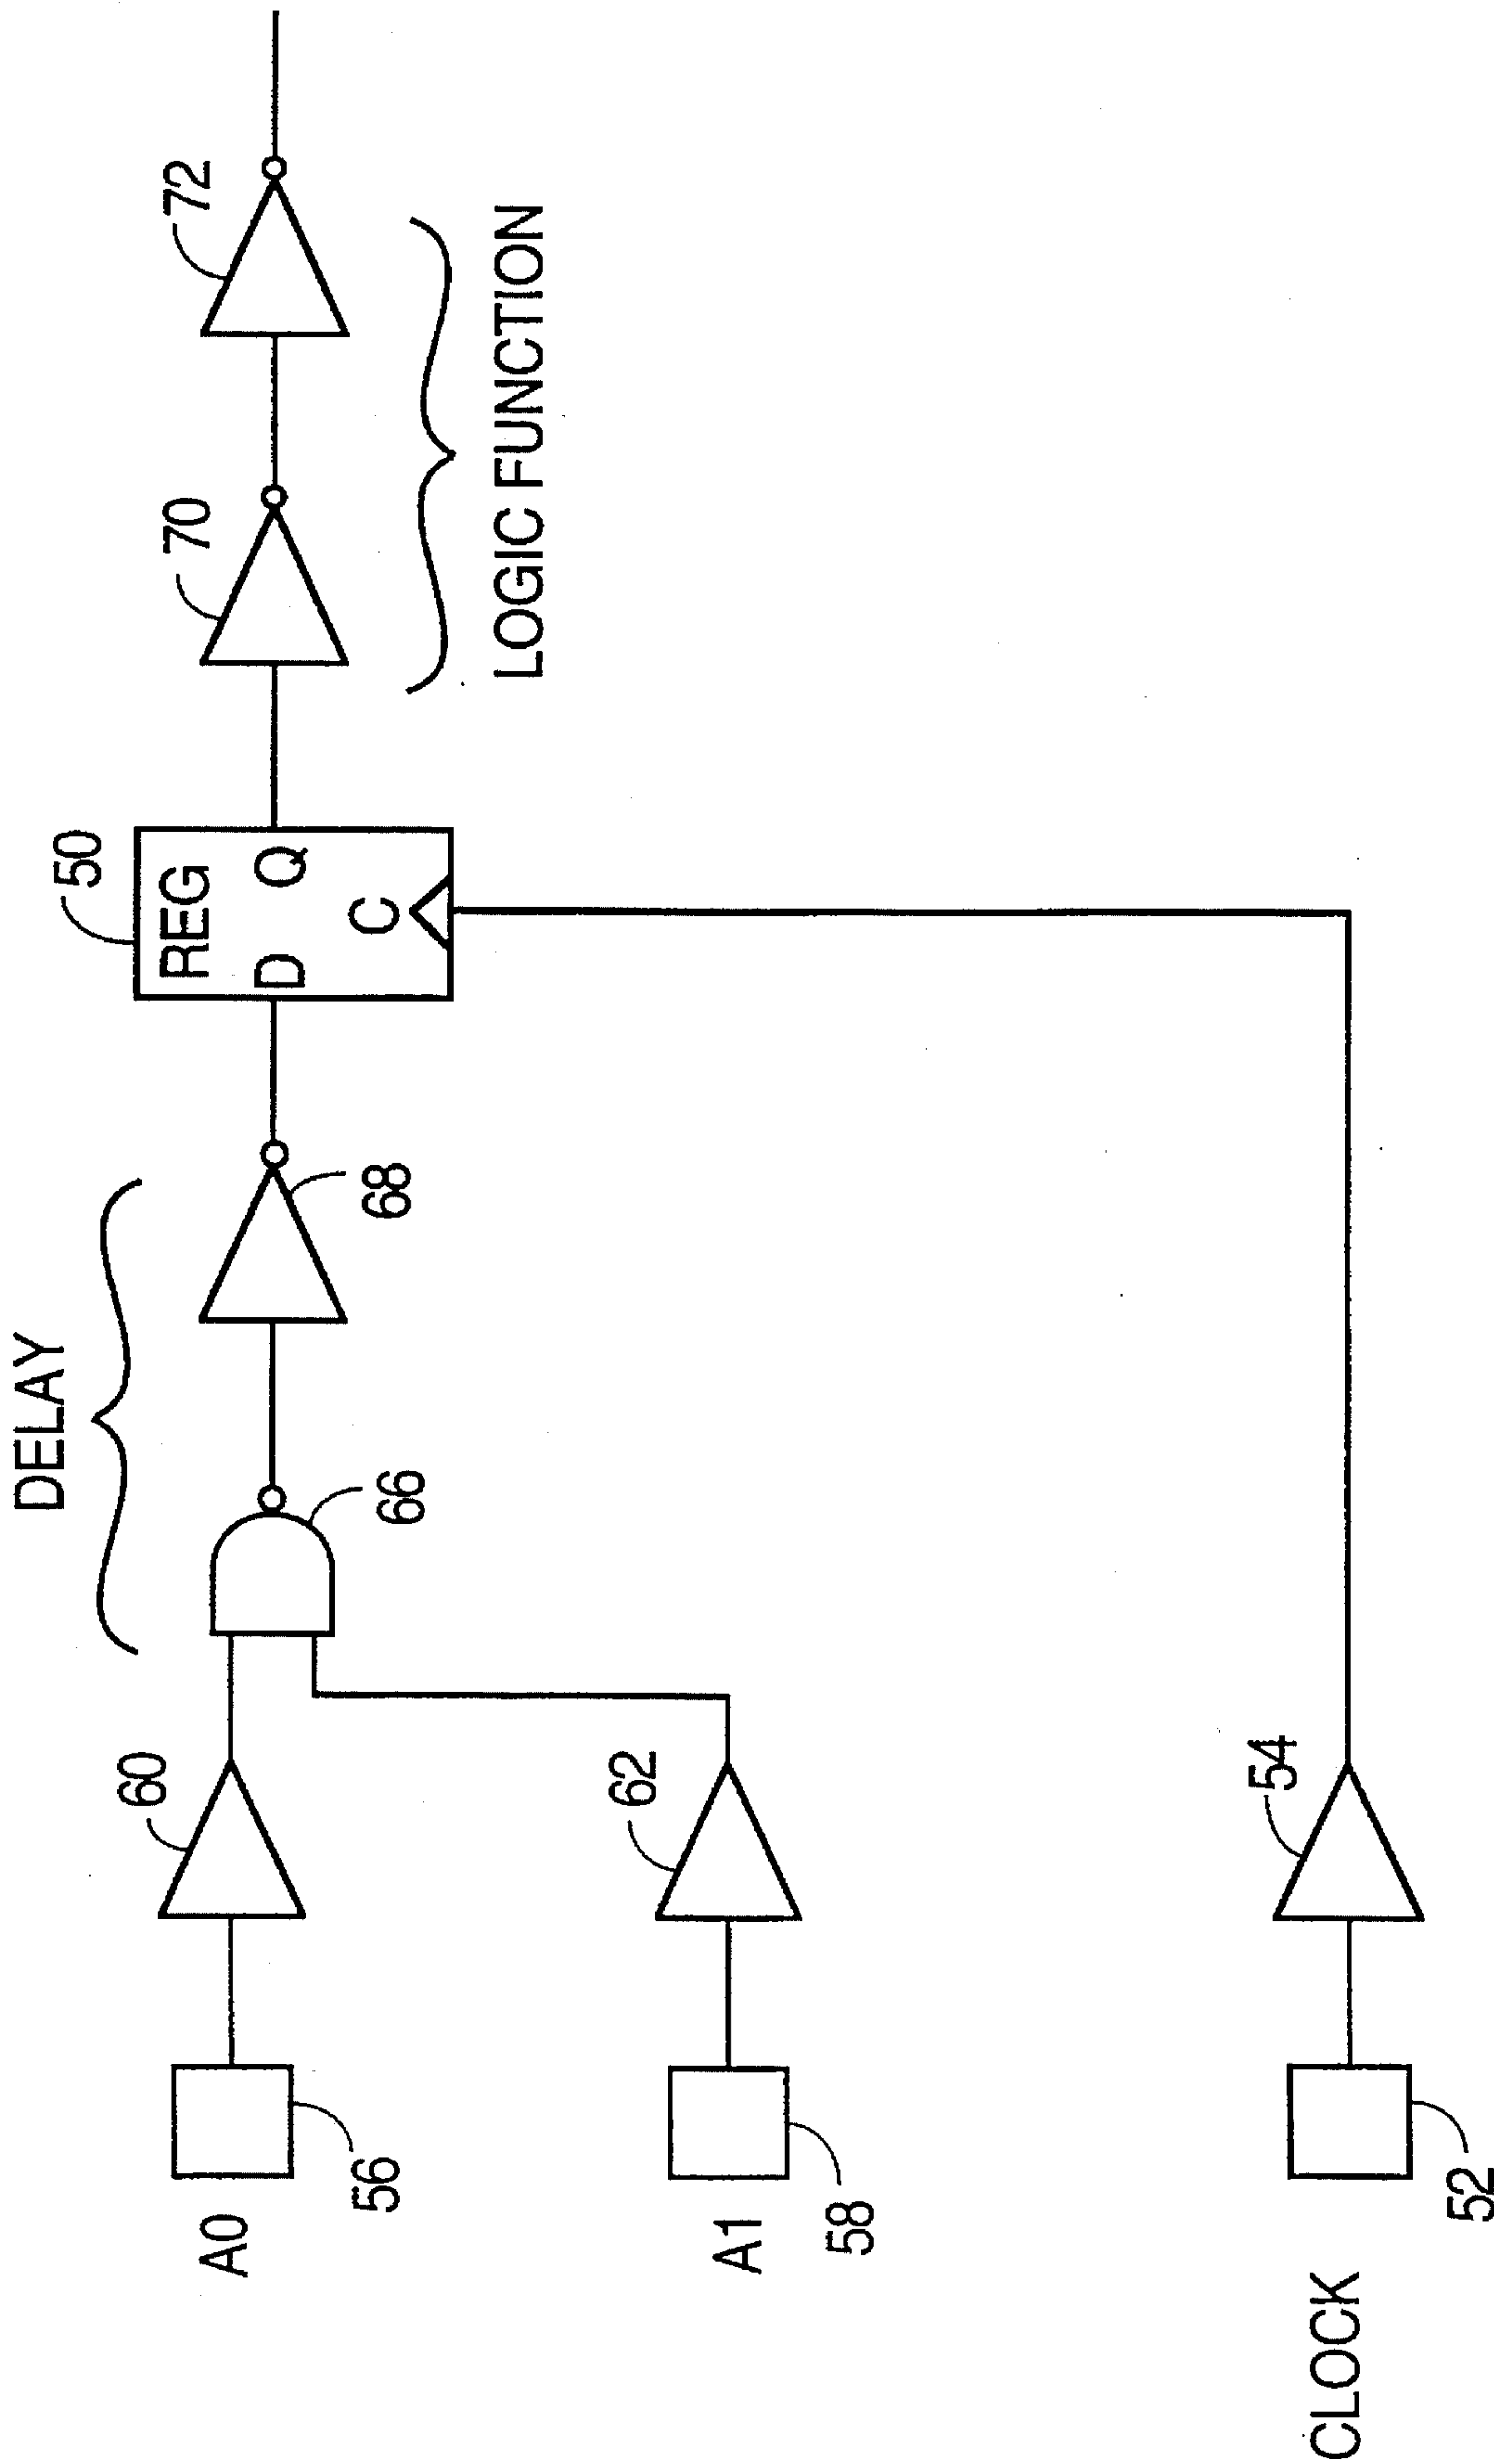 DELAY
50
70
72
60
REG
D Q
C
66
68
LOGIC FUNCTION
A0
56
62
A1
58
54
CLOCK
52